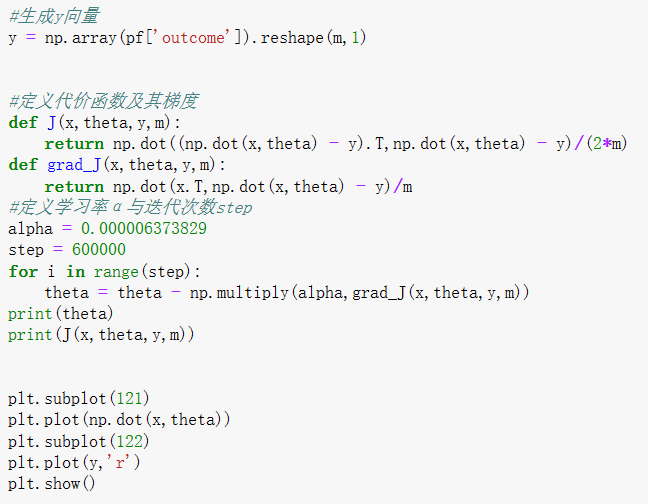 #生成y向量
y = np.array(pf['outcome']).reshape(m,1)
#定义代价函数及其梯度
def J(x,theta,y,m):
    return np.dot((np.dot(x,theta) - y).T,np.dot(x,theta) - y)/(2*m)
def grad_J(x,theta,y,m):
    return np.dot(x.T,np.dot(x,theta) - y)/m
#定义学习率α与迭代次数step
alpha = 0.000006373829
step = 600000
for i in range(step):
    theta = theta - np.multiply(alpha,grad_J(x,theta,y,m))
print(theta)
print(J(x,theta,y,m))
plt.subplot(121)
plt.plot(np.dot(x,theta))
plt.subplot(122)
plt.plot(y,'r')
plt.show()